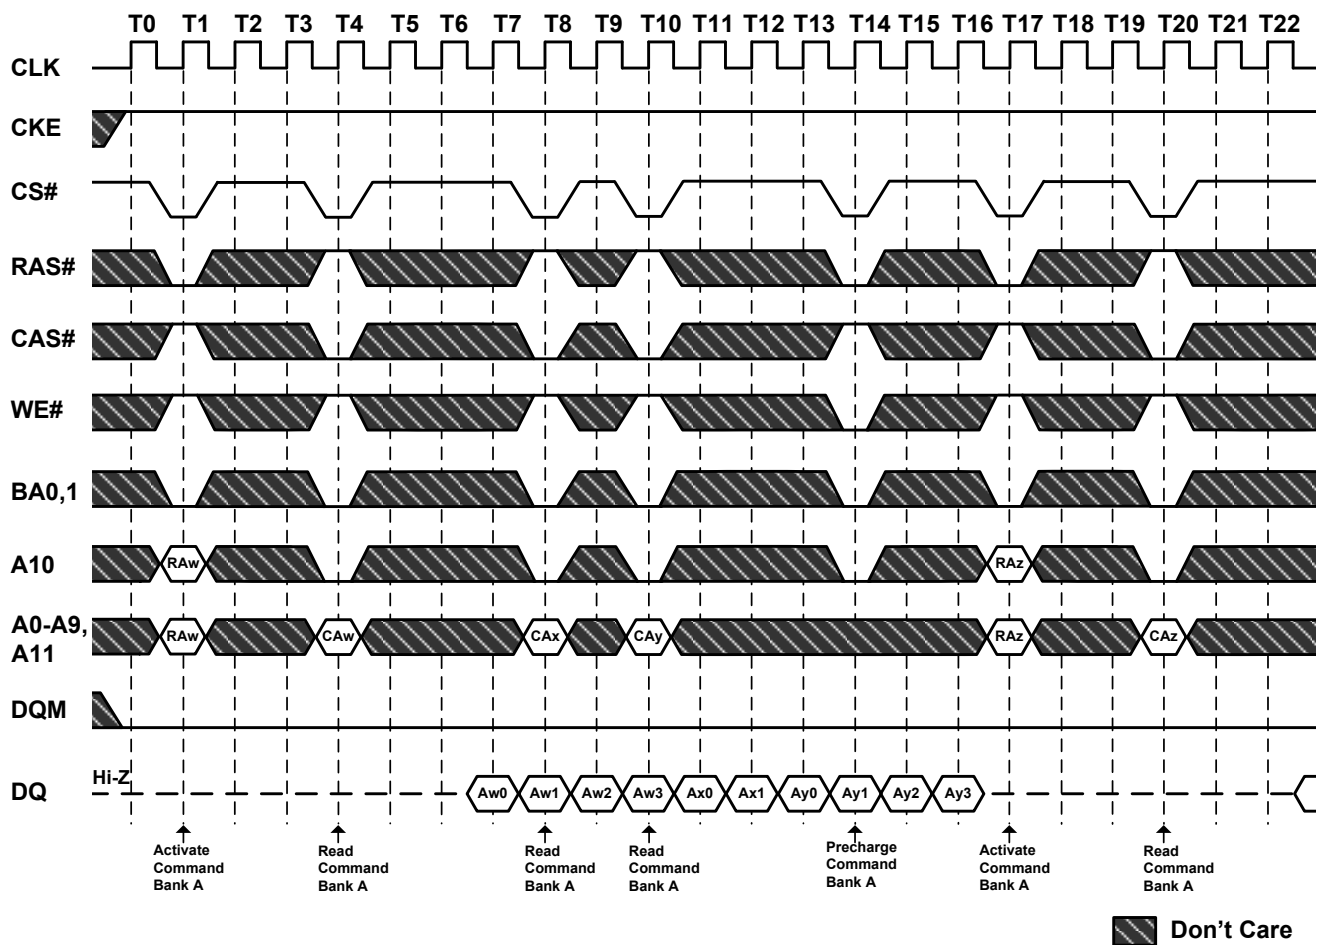 T0 T1 T2 T3 T4 T5 T6 T7 T8 T9 T10 T11 T12 T13 T14 T15 T16 T17 T18 T19 T20 T21 T22
CLK
CKE
CS#
RAS#
CAS#
WE#
BA0,1
A10 RAw RAz
A0-A9,
A11
RAw CAw CAx CAy RAz CAz
DQM
DQ Hi-Z Aw0 Aw1 Aw2 Aw3 Ax0 Ax1 Ay0 Ay1 Ay2 Ay3
Activate
Command
Bank A
Read
Command
Bank A
Read
Command
Bank A
Read
Command
Bank A
Precharge
Command
Bank A
Activate
Command
Bank A
Read
Command
Bank A
Don't Care